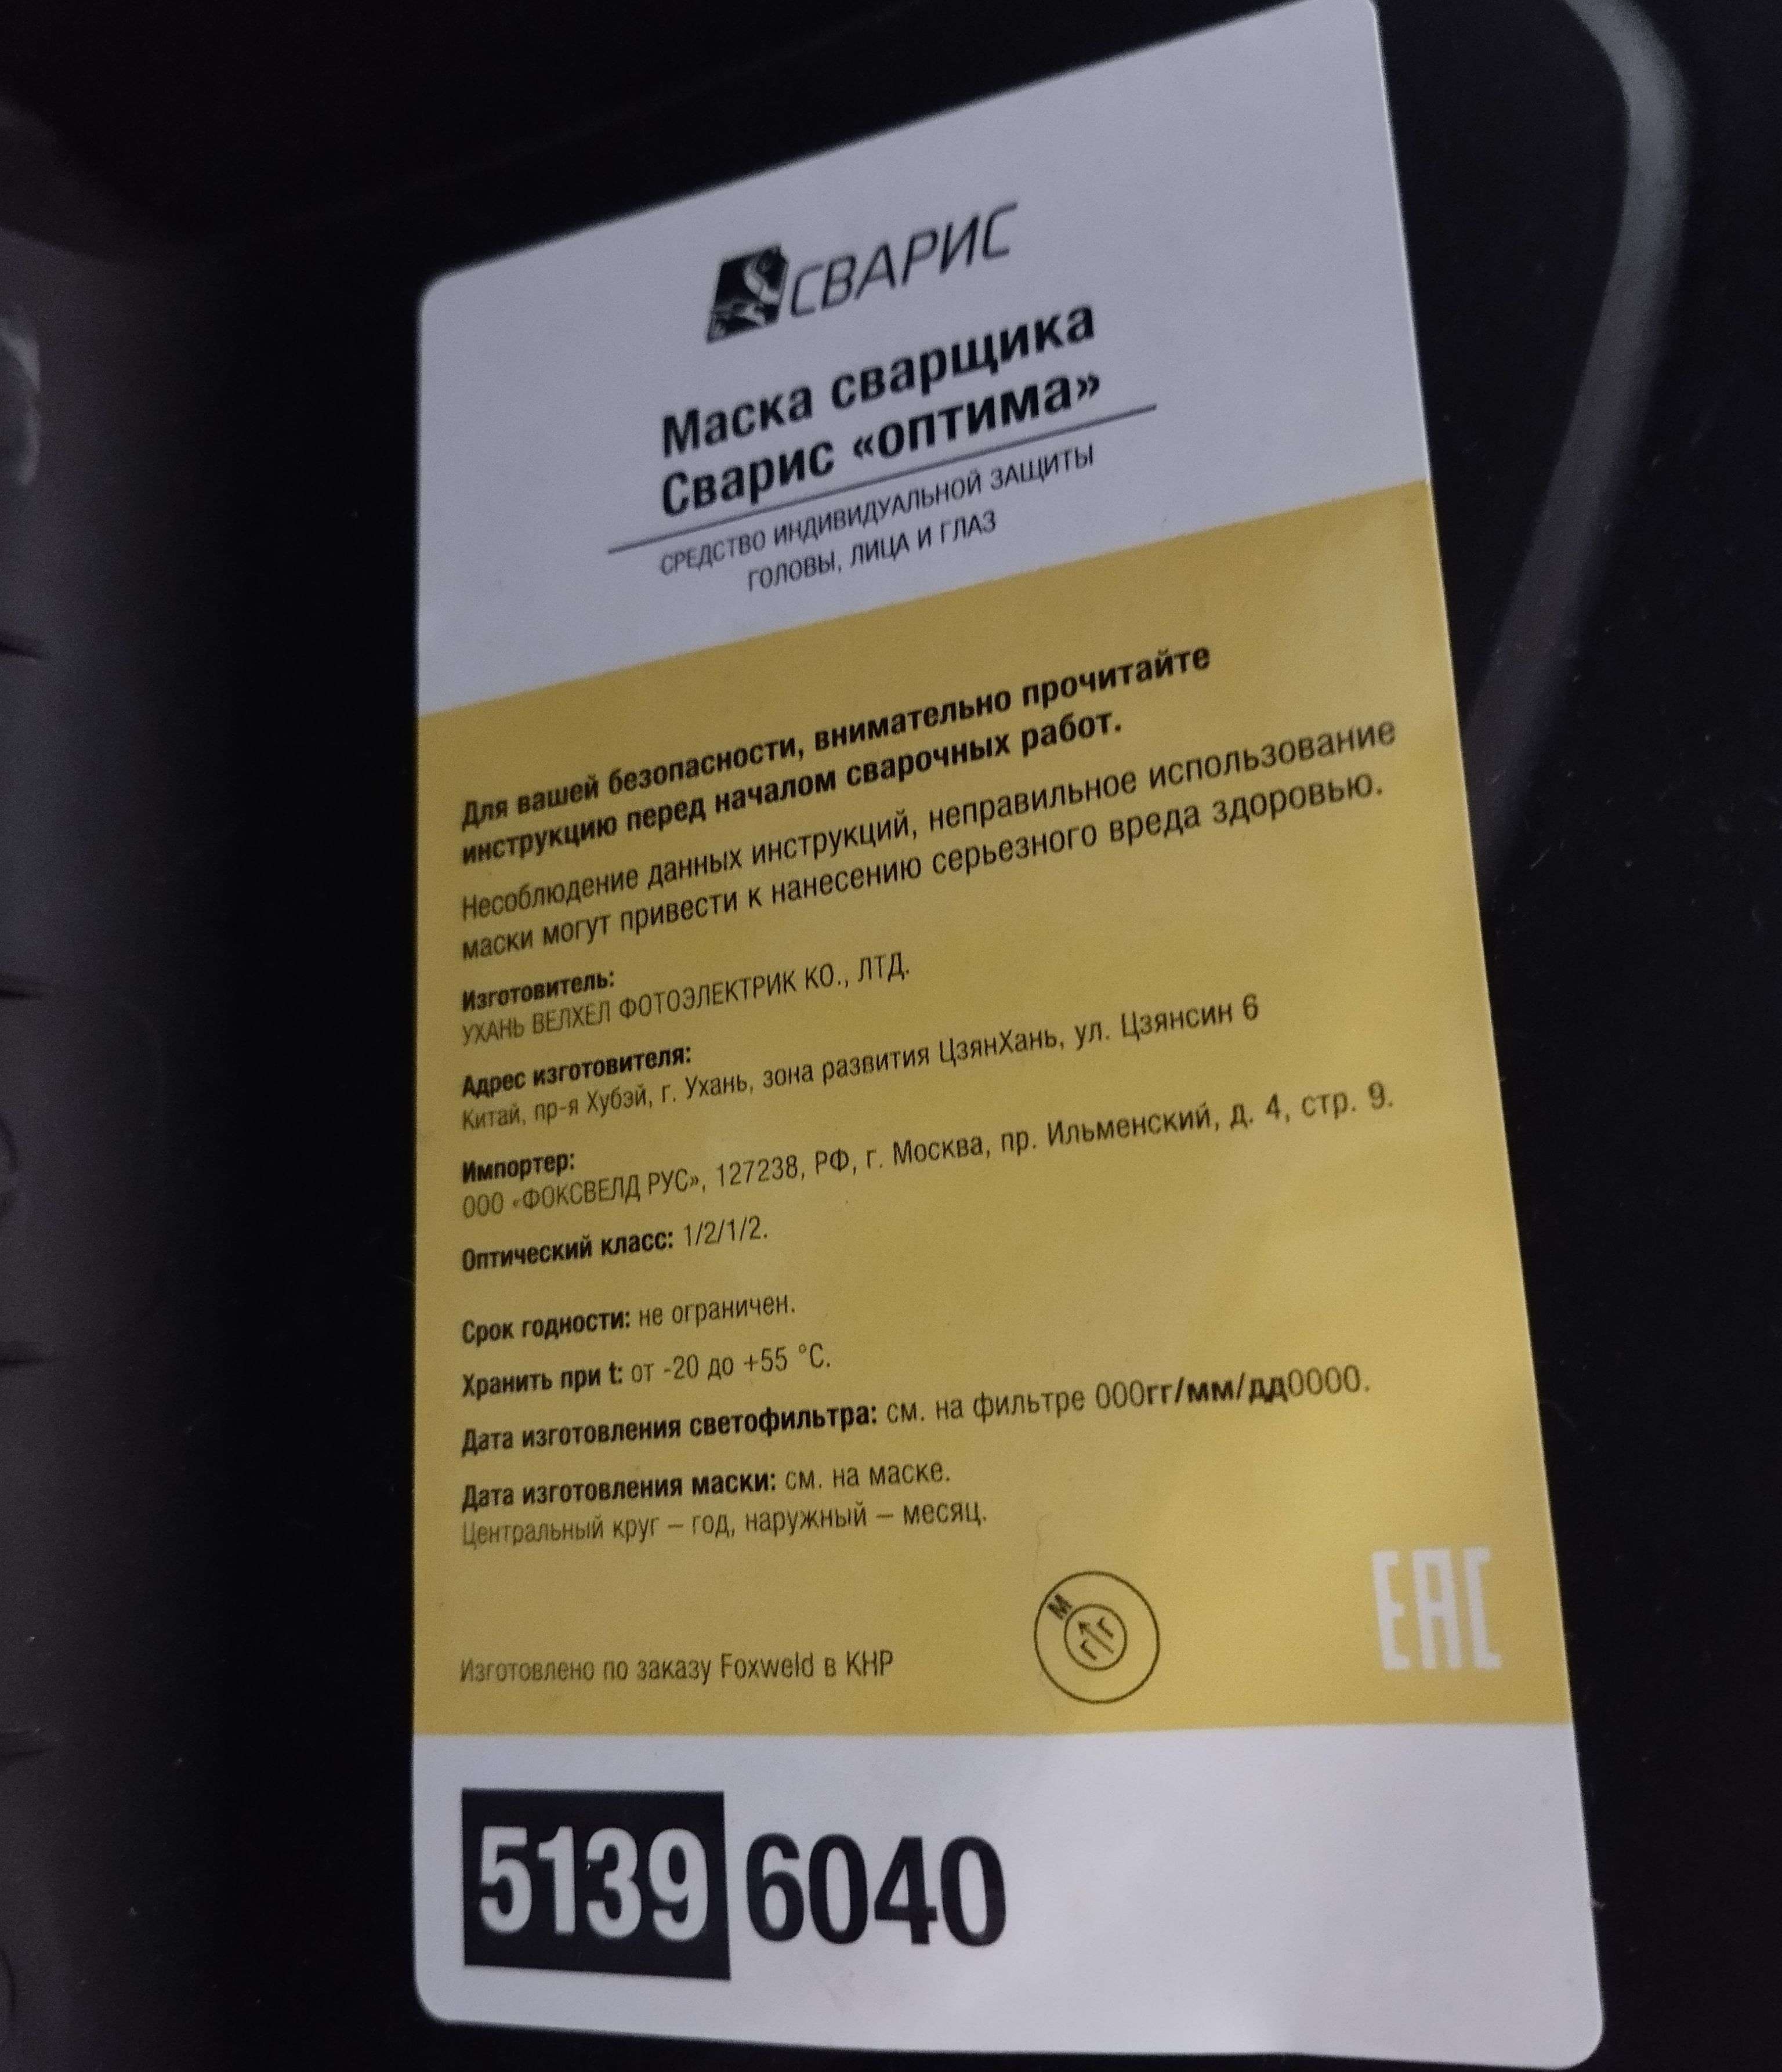 СВАРИС
Маска сварщика
Сварис «оптима»
СРЕДСТВО ИНДИВИДУАЛЬНОЙ ЗАЩИТЫ
ГОЛОВЫ, ЛИЦА И ГЛАЗ
Для вашей безопасности, внимательно прочитайте
инструкцию перед началом сварочных работ.
Несоблюдение данных инструкций, неправильное использование
маски могут привести к нанесению серьезного вреда здоровью.
Изготовитель:
УХАНЬ ВЕЛХЕЛ ФОТОЭЛЕКТРИК КО., ЛТД.
Адрес изготовителя:
Китай, пр-я Хубэй, г. Ухань, зона развития ЦзянХань, ул. Цзянсин 6
Импортер:
ООО «ФОКСВЕЛД РУС», 127238, РФ, г. Москва, пр. Ильменский, д. 4, стр. 9.
Оптический класс: 1/2/1/2.
Срок годности: не ограничен.
Хранить при t: от -20 до +55 °С.
Дата изготовления светофильтра: см. на фильтре 000гг/мм/дд0000.
Дата изготовления маски: см. на маске.
Центральный круг – год, наружный – месяц.
М
г г
Изготовлено по заказу Foxweld в КНР
ЕАС
5139 6040